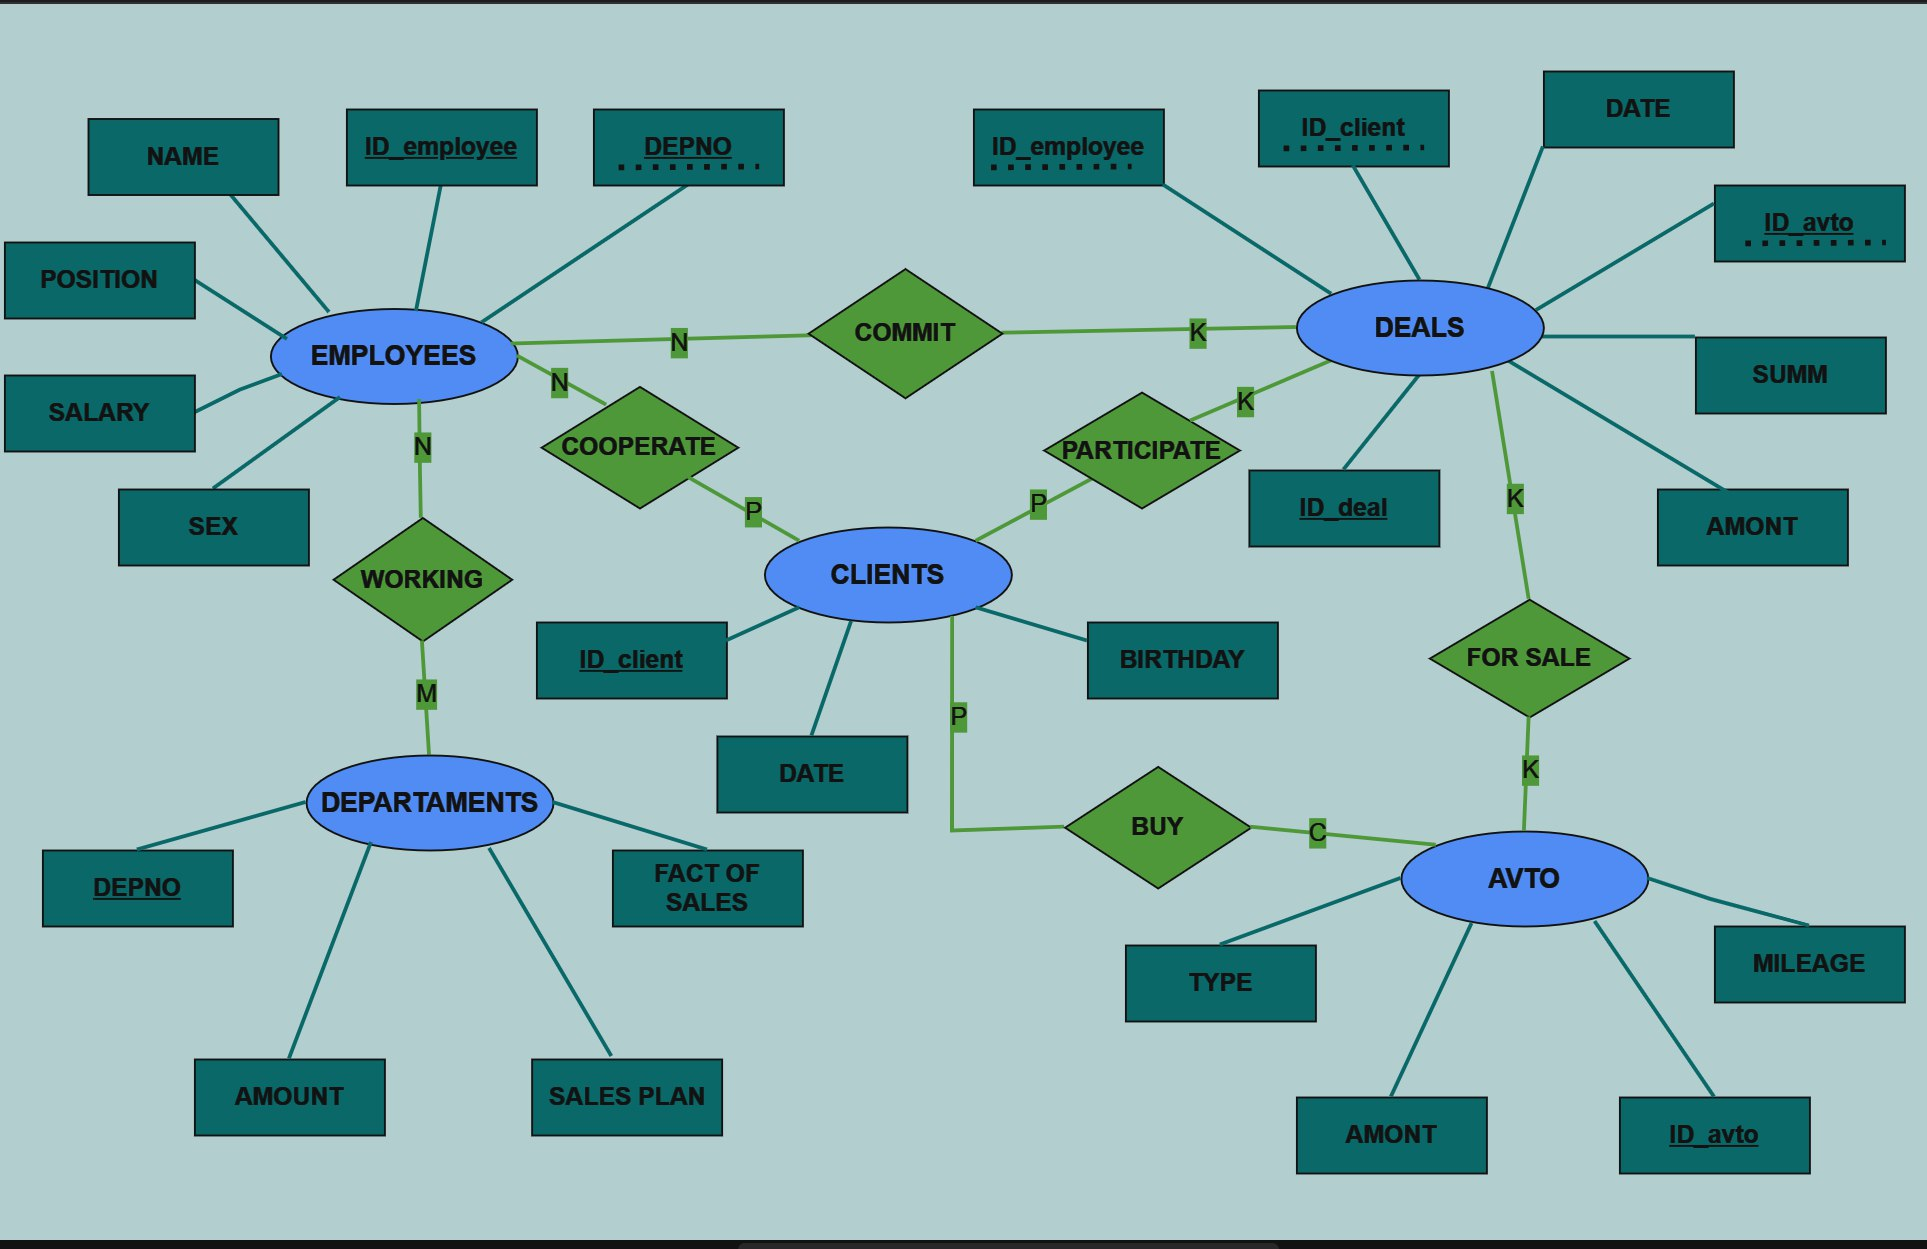 DATE
ID_client
NAME
ID_employee
DEPNO
ID_employee
ID_avto
POSITION
EMPLOYEES
N
COMMIT
K
DEALS
SUMM
SALARY
N
COOPERATE
K
PARTICIPATE
N
P
P
ID_deal
K
AMONT
SEX
WORKING
CLIENTS
ID_client
BIRTHDAY
FOR SALE
M
P
DATE
K
DEPARTAMENTS
BUY
C
AVTO
DEPNO
FACT OF
SALES
TYPE
MILEAGE
AMOUNT
SALES PLAN
AMONT
ID_avto